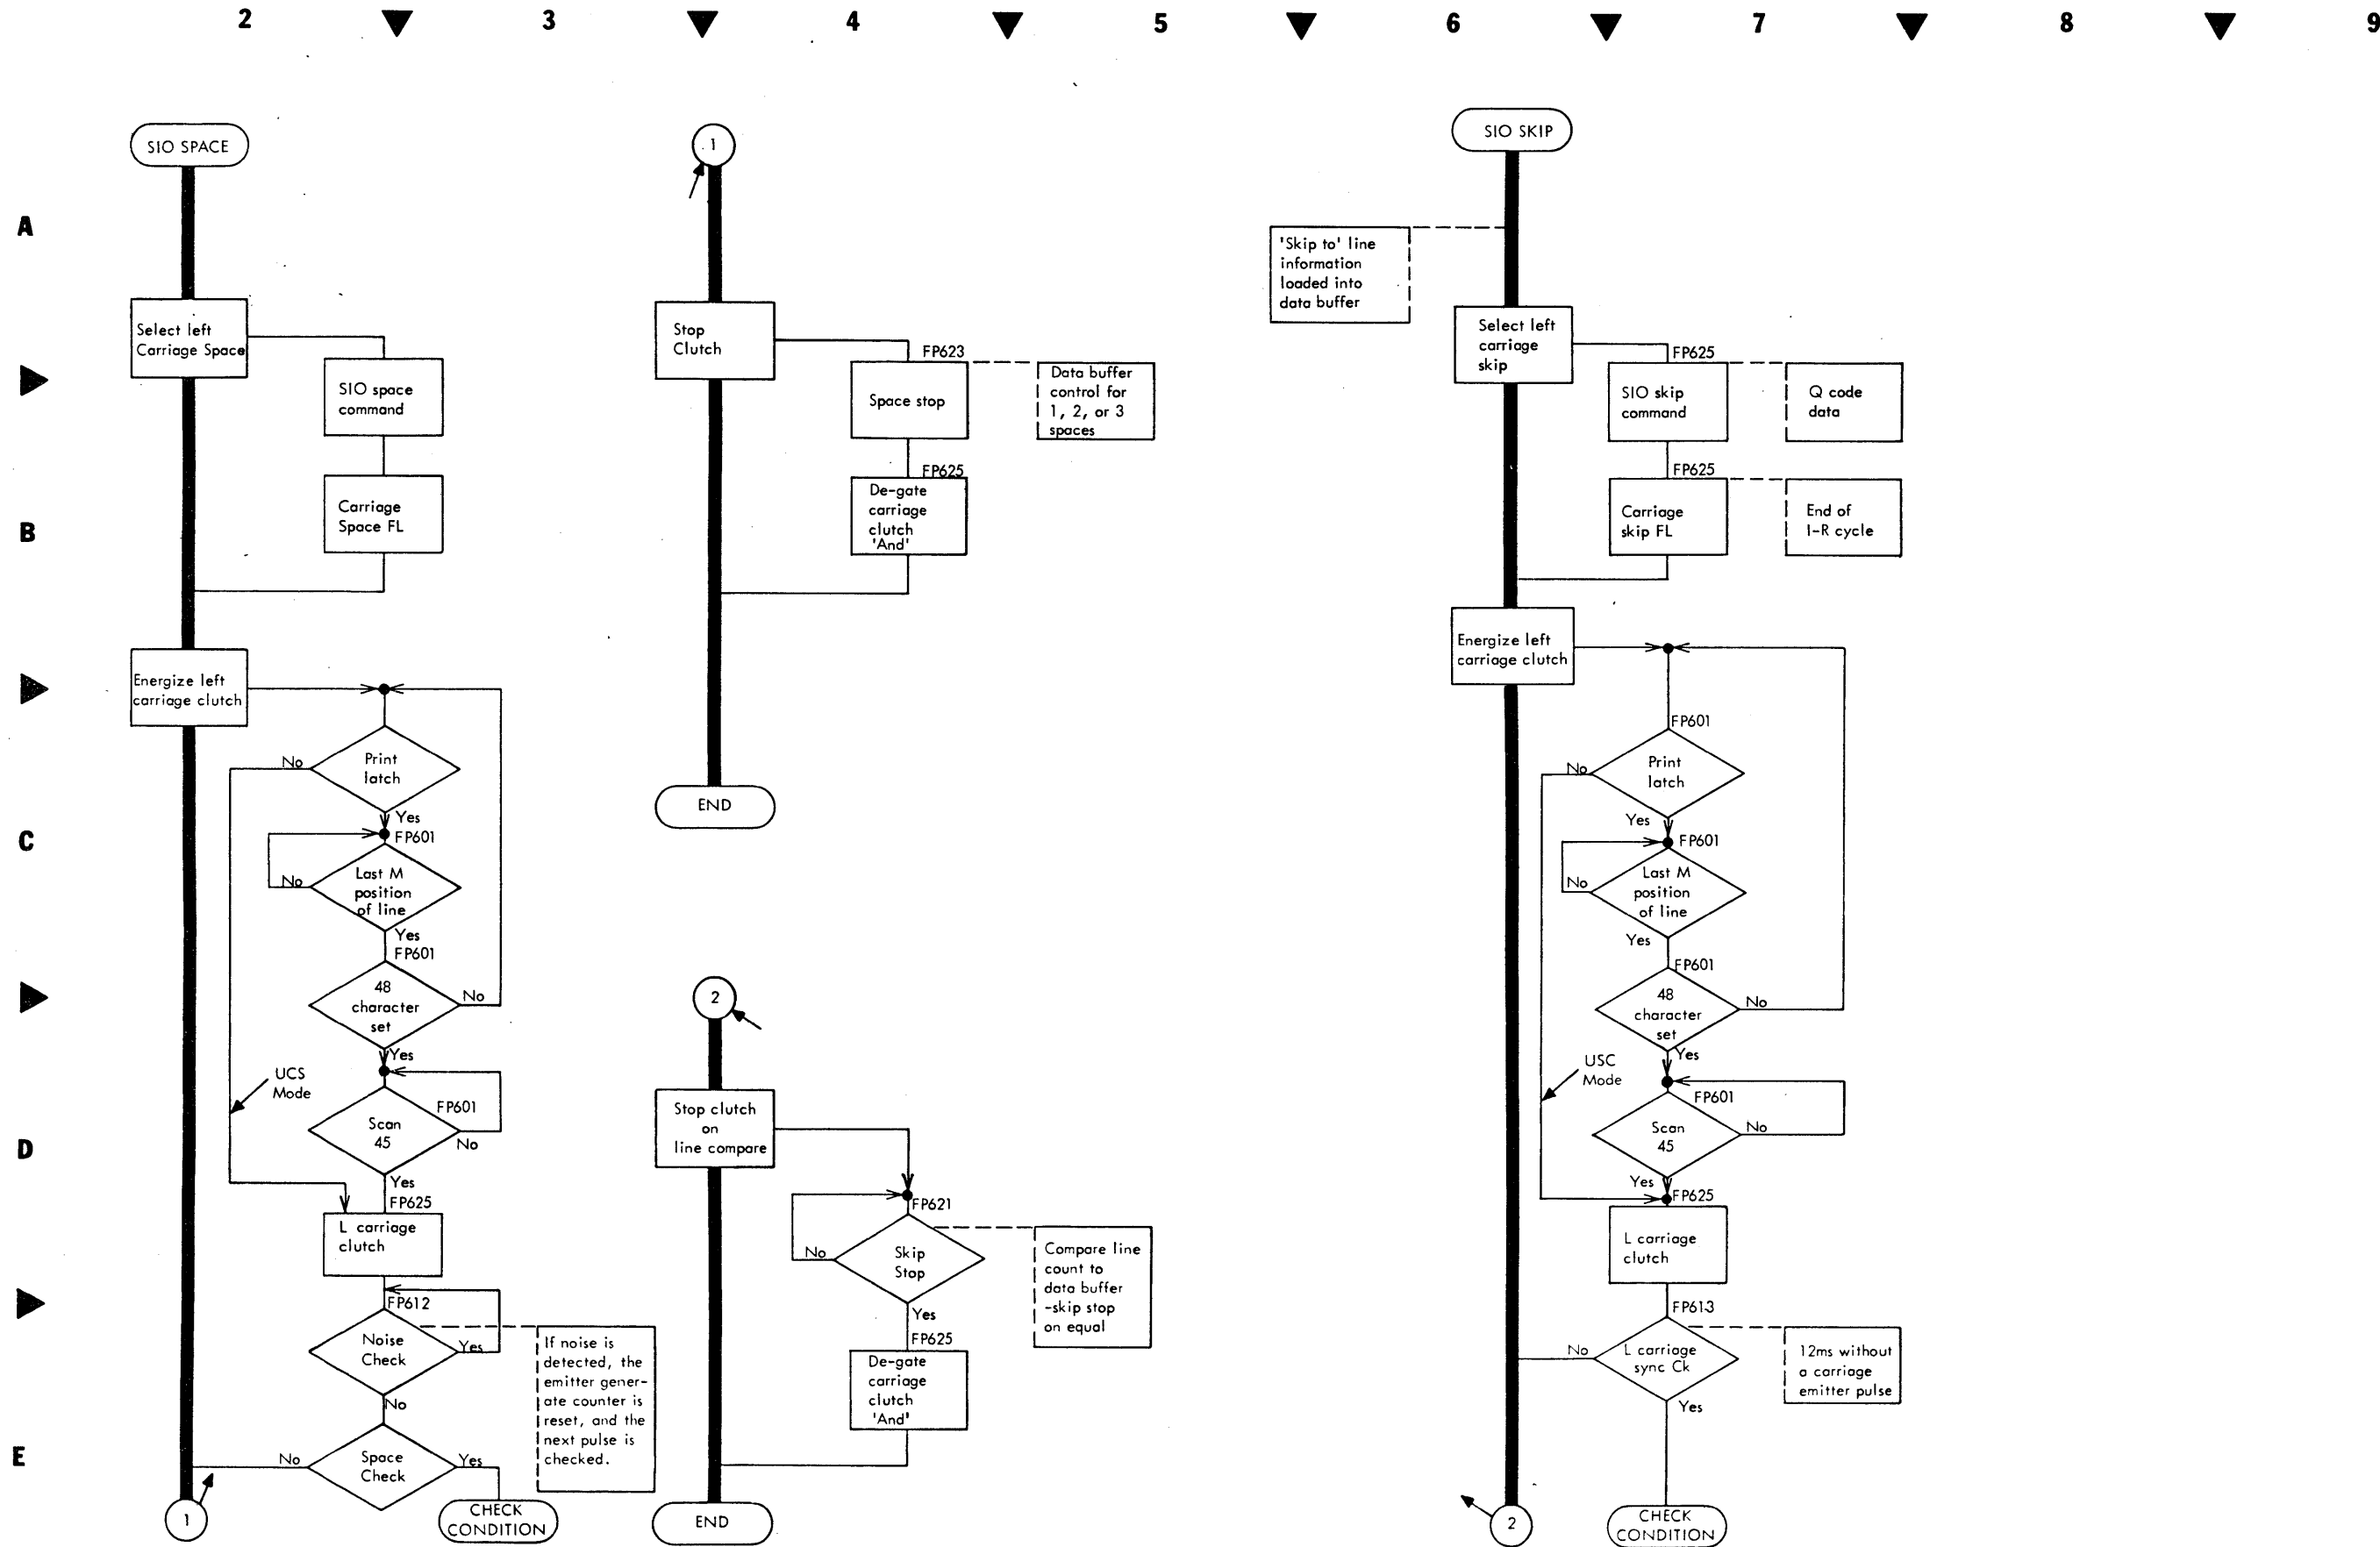 2 3 4 5 6 7 8 9
A
B
C
D
E
SIO SPACE
Select left
Carriage Space
SIO space
command
Carriage
Space FL
Energize left
carriage clutch
Print
latch
No
Yes
FP601
Last M
position
of line
No
Yes
FP601
48
character
set
No
Yes
UCS
Mode
FP601
Scan
45
No
Yes
FP625
L carriage
clutch
FP612
Noise
Check
Yes
If noise is
detected, the
emitter gener-
ate counter is
reset, and the
next pulse is
checked.
No
Space
Check
No
Yes
1
CHECK
CONDITION
1
Stop
Clutch
FP623
Space stop
Data buffer
control for
1, 2, or 3
spaces
FP625
De-gate
carriage
clutch
'And'
END
2
Stop clutch
on
line compare
FP621
Skip
Stop
No
Compare line
count to
data buffer
-skip stop
on equal
Yes
FP625
De-gate
carriage
clutch
'And'
END
SIO SKIP
'Skip to' line
information
loaded into
data buffer
Select left
carriage
skip
FP625
SIO skip
command
Q code
data
FP625
Carriage
skip FL
End of
I-R cycle
Energize left
carriage clutch
FP601
Print
latch
No
Yes
FP601
Last M
position
of line
No
Yes
FP601
48
character
set
No
Yes
USC
Mode
FP601
Scan
45
No
Yes
FP625
L carriage
clutch
FP613
L carriage
sync Ck
No
12ms without
a carriage
emitter pulse
Yes
2
CHECK
CONDITION